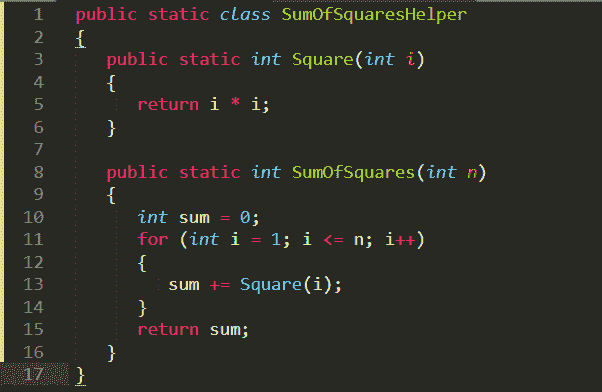 1 public static class SumOfSquaresHelper
2 {
3 public static int Square(int i)
4 {
5 return i * i;
6 }
7
8 public static int SumOfSquares(int n)
9 {
10 int sum = 0;
11 for (int i = 1; i <= n; i++)
12 {
13 sum += Square(i);
14 }
15 return sum;
16 }
17 }